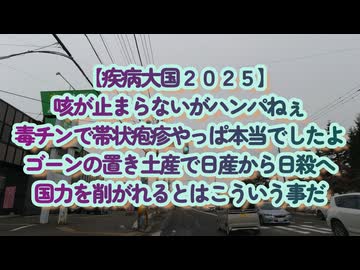 【疾病大国２０２５】
咳が止まらないがハンパねぇ
毒チンで帯状疱疹やっぱ本当でしたよ
ゴーンの置き土産で日産から日殺へ
国力を削がれるとはこういう事だ